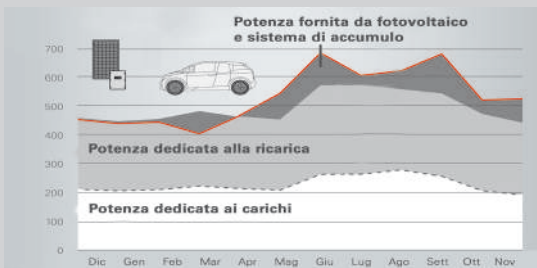 Potenza fornita da fotovoltaico
e sistema di accumulo
700
600
500
400
Potenza dedicata alla ricarica
300
200
Potenza dedicata ai carichi
100
0
Dic Gen Feb Mar Apr Mag Giu Lug Ago Sett Ott Nov